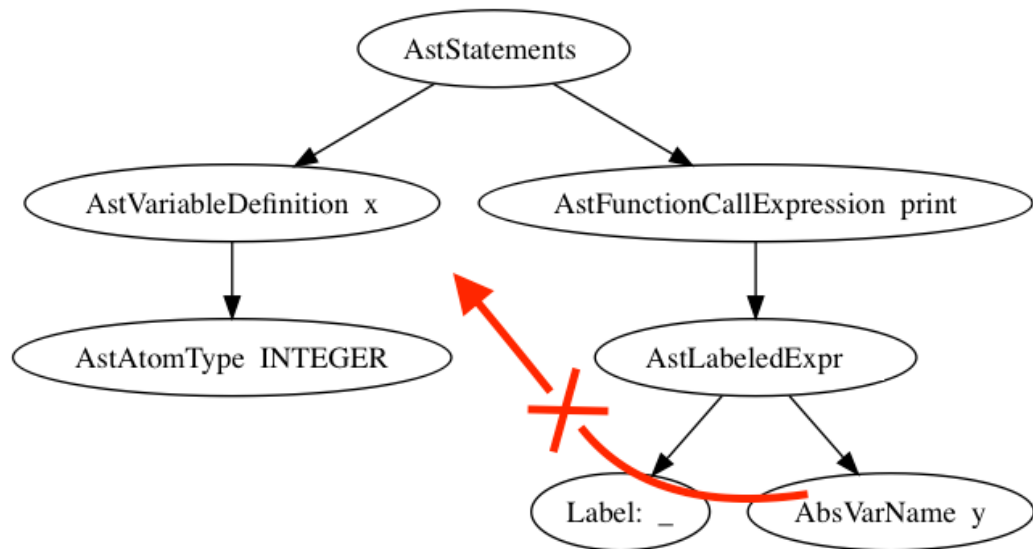 AstStatements
AstVariableDefinition x
AstFunctionCallExpression print
AstAtomType INTEGER
AstLabeledExpr
Label: _
AbsVarName y